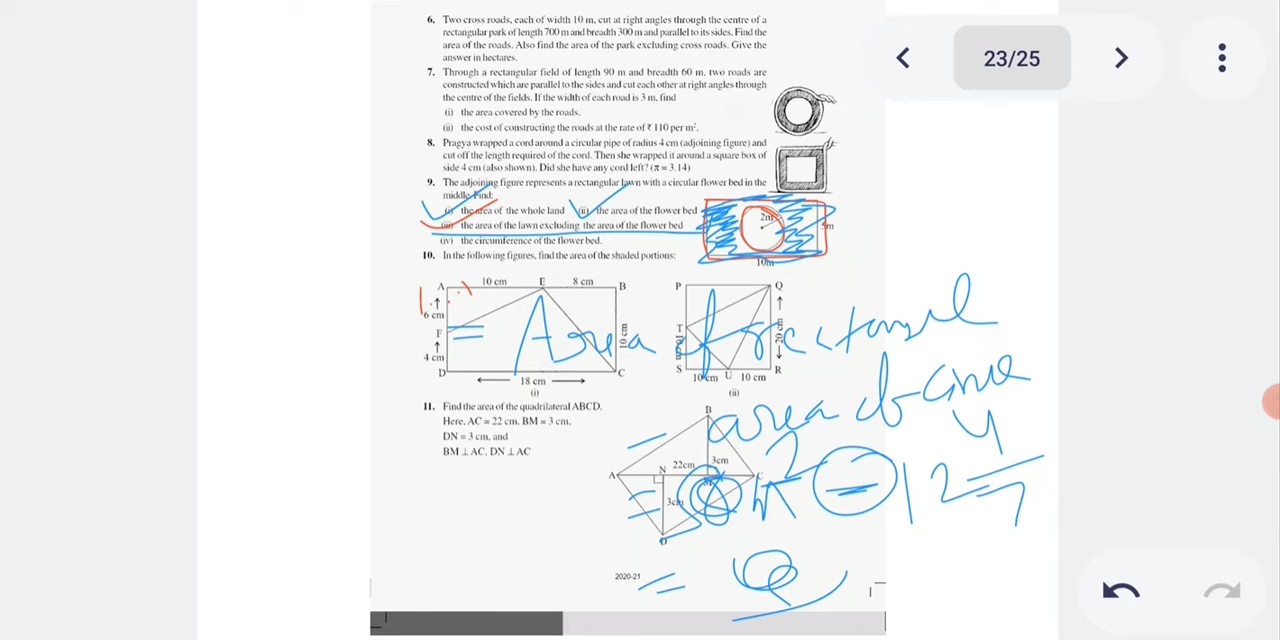 6. Two cross roads, each of width 10 m, cut at right angles through the centre of a
rectangular park of length 700 m and breadth 300 m and parallel to its sides. Find the
area of the roads. Also find the area of the park excluding cross roads. Give the
answer in hectares.
7. Through a rectangular field of length 90 m and breadth 60 m, two roads are
constructed which are parallel to the sides and cut each other at right angles through
the centre of the fields. If the width of each road is 3 m, find
(i) the area covered by the roads.
(ii) the cost of constructing the roads at the rate of ₹ 110 per m².
8. Pragya wrapped a cord around a circular pipe of radius 4 cm (adjoining figure) and
cut off the length required of the cord. Then she wrapped it around a square box of
side 4 cm (also shown). Did she have any cord left? (π = 3.14)
9. The adjoining figure represents a rectangular lawn with a circular flower bed in the
middle. Find:
(i) the area of the whole land (ii) the area of the flower bed
(iii) the area of the lawn excluding the area of the flower bed
(iv) the circumference of the flower bed.
2m
10m
10. In the following figures, find the area of the shaded portions:
A 10 cm E 8 cm B
6 cm
F
4 cm
10 cm
D 18 cm C
(i)
P Q
T
20 cm
S 10 cm U 10 cm R
(ii)
= Area of
11. Find the area of the quadrilateral ABCD.
Here, AC = 22 cm, BM = 3 cm,
DN = 3 cm, and
BM ⊥ AC, DN ⊥ AC
B
A N 22cm 3cm C
3cm
area
2020-21
23/25